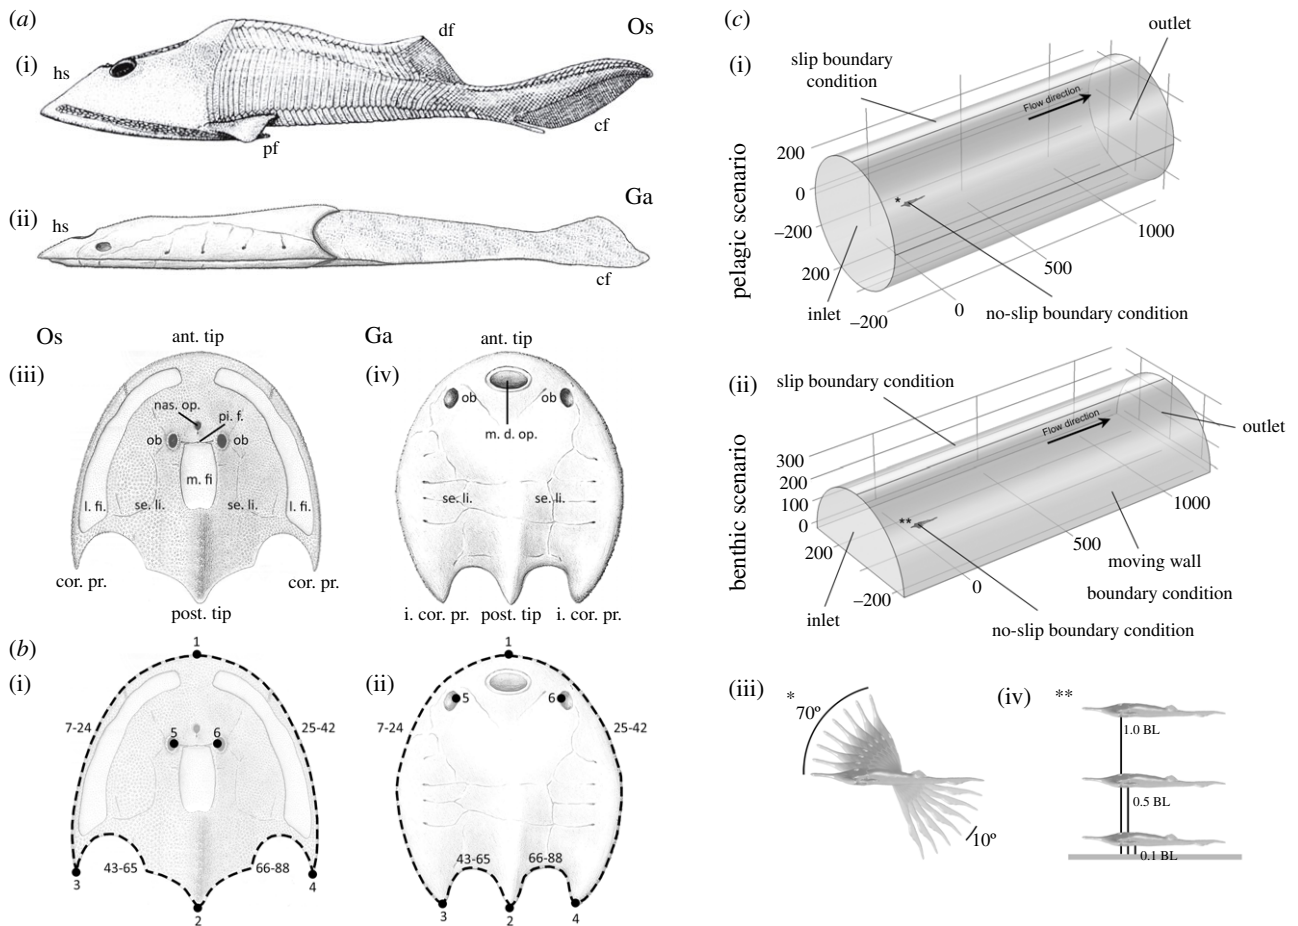 (a)
Os
(i)
hs
df
pf
cf
Ga
(ii)
hs
cf
Os
ant. tip
(iii)
nas. op.
pi. f.
ob
ob
m. fi
l. fi.
se. li.
se. li.
l. fi.
cor. pr.
cor. pr.
post. tip
Ga
ant. tip
(iv)
ob
ob
m. d. op.
se. li.
se. li.
i. cor. pr.
post. tip
i. cor. pr.
(b)
(i)
1
7-24
25-42
5
6
43-65
66-88
3
2
4
(ii)
1
7-24
25-42
5
6
43-65
66-88
3
2
4
(c)
(i)
pelagic scenario
slip boundary
condition
outlet
Flow direction
200
0
−200
200
−200
0
500
1000
*
inlet
no-slip boundary condition
(ii)
benthic scenario
slip boundary condition
Flow direction
outlet
300
200
100
0
200
−200
0
500
1000
**
inlet
moving wall
boundary condition
no-slip boundary condition
(iii)
*
70º
10º
(iv)
**
1.0 BL
0.5 BL
0.1 BL